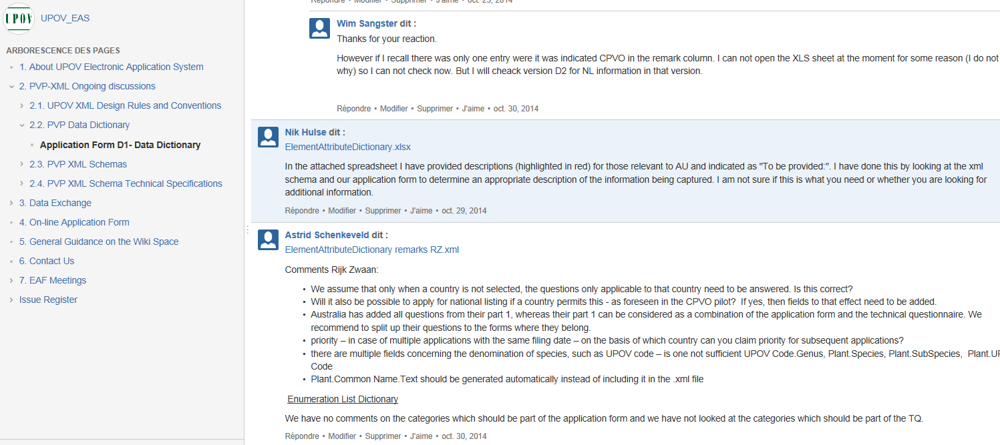 UPOV
UPOV_EAS
ARBORESCENCE DES PAGES
1. About UPOV Electronic Application System
2. PVP-XML Ongoing discussions
2.1. UPOV XML Design Rules and Conventions
2.2. PVP Data Dictionary
Application Form D1- Data Dictionary
2.3. PVP XML Schemas
2.4. PVP XML Schema Technical Specifications
3. Data Exchange
4. On-line Application Form
5. General Guidance on the Wiki Space
6. Contact Us
7. EAF Meetings
Issue Register
Répondre • Modifier • Supprimer • J'aime • oct. 25, 2014
Wim Sangster dit :
Thanks for your reaction.
However if I recall there was only one entry were it was indicated CPVO in the remark column. I can not open the XLS sheet at the moment for some reason (I do not
why) so I can not check now. But I will cheack version D2 for NL information in that version.
Répondre • Modifier • Supprimer • J'aime • oct. 30, 2014
Nik Hulse dit :
ElementAttributeDictionary.xlsx
In the attached spreadsheet I have provided descriptions (highlighted in red) for those relevant to AU and indicated as "To be provided:". I have done this by looking at the xml
schema and our application form to determine an appropriate description of the information being captured. I am not sure if this is what you need or whether you are looking for
additional information.
Répondre • Modifier • Supprimer • J'aime • oct. 29, 2014
Astrid Schenkeveld dit :
ElementAttributeDictionary remarks RZ.xml
Comments Rijk Zwaan:
• We assume that only when a country is not selected, the questions only applicable to that country need to be answered. Is this correct?
• Will it also be possible to apply for national listing if a country permits this - as foreseen in the CPVO pilot? If yes, then fields to that effect need to be added.
• Australia has added all questions from their part 1, whereas their part 1 can be considered as a combination of the application form and the technical questionnaire. We
recommend to split up their questions to the forms where they belong.
• priority – in case of multiple applications with the same filing date – on the basis of which country can you claim priority for subsequent applications?
• there are multiple fields concerning the denomination of species, such as UPOV code – is one not sufficient UPOV Code.Genus, Plant.Species, Plant.SubSpecies, Plant.UP
Code
• Plant.Common Name.Text should be generated automatically instead of including it in the .xml file
Enumeration List Dictionary
We have no comments on the categories which should be part of the application form and we have not looked at the categories which should be part of the TQ.
Répondre • Modifier • Supprimer • J'aime • oct. 30, 2014